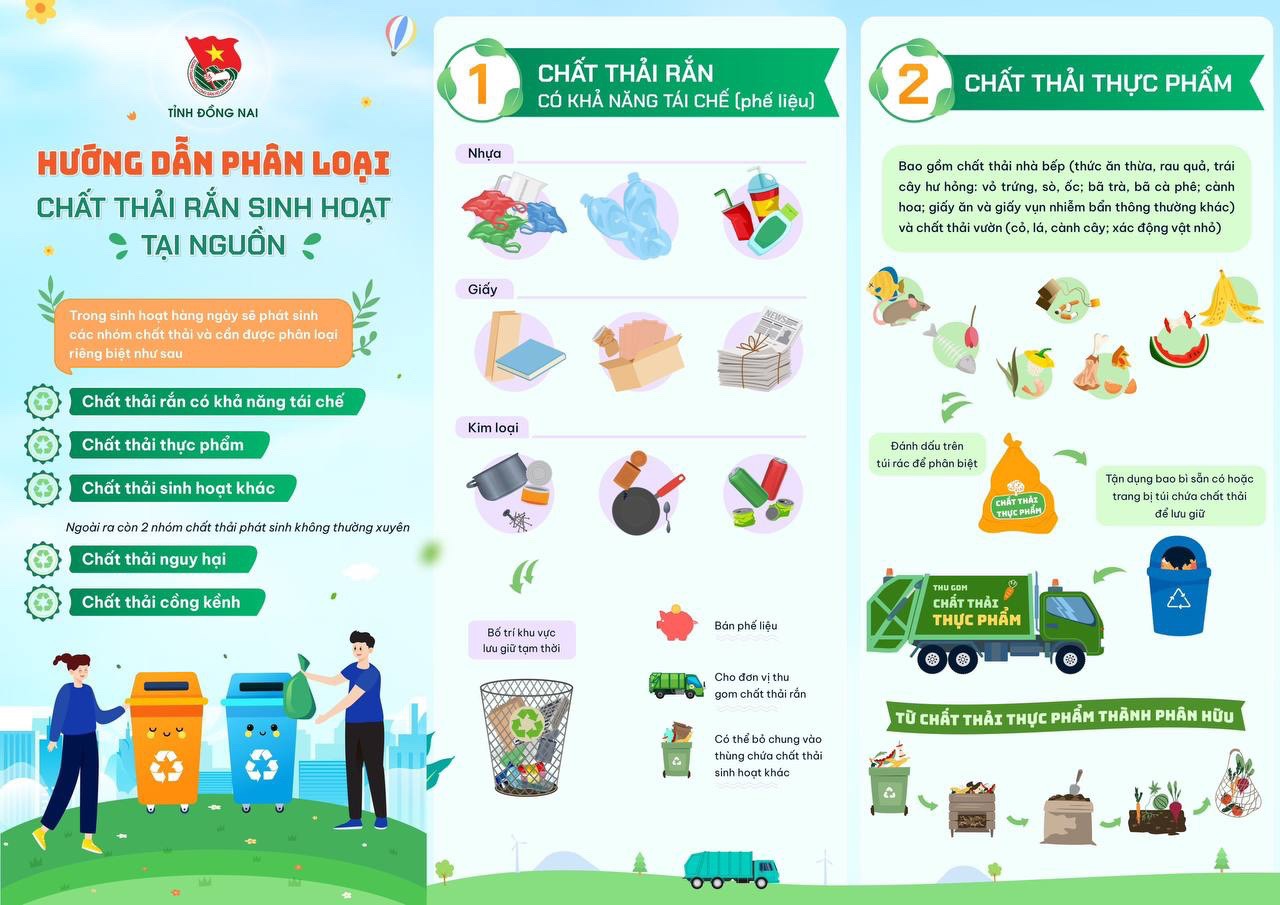 TỈNH ĐỒNG NAI
HƯỚNG DẪN PHÂN LOẠI
CHẤT THẢI RẮN SINH HOẠT
TẠI NGUỒN
Trong sinh hoạt hàng ngày sẽ phát sinh
các nhóm chất thải và cần được phân loại
riêng biệt như sau
Chất thải rắn có khả năng tái chế
Chất thải thực phẩm
Chất thải sinh hoạt khác
Ngoài ra còn 2 nhóm chất thải phát sinh không thường xuyên
Chất thải nguy hại
Chất thải cồng kềnh
1
CHẤT THẢI RẮN
CÓ KHẢ NĂNG TÁI CHẾ (phế liệu)
Nhựa
Giấy
NEWS
Kim loại
Bố trí khu vực
lưu giữ tạm thời
Bán phế liệu
Cho đơn vị thu
gom chất thải rắn
Có thể bỏ chung vào
thùng chứa chất thải
sinh hoạt khác
2
CHẤT THẢI THỰC PHẨM
Bao gồm chất thải nhà bếp (thức ăn thừa, rau quả, trái
cây hư hỏng: vỏ trứng, sò, ốc; bã trà, bã cà phê; cành
hoa; giấy ăn và giấy vụn nhiễm bẩn thông thường khác)
và chất thải vườn (cỏ, lá, cành cây; xác động vật nhỏ)
Đánh dấu trên
túi rác để phân biệt
CHẤT THẢI
THỰC PHẨM
Tận dụng bao bì sẵn có hoặc
trang bị túi chứa chất thải
để lưu giữ
THU GOM
CHẤT THẢI
THỰC PHẨM
TỪ CHẤT THẢI THỰC PHẨM THÀNH PHÂN HỮU